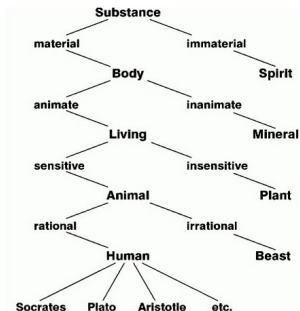 Substance
material immaterial
Body Spirit
animate inanimate
Living Mineral
sensitive insensitive
Animal Plant
rational irrational
Human Beast
Socrates Plato Aristotle etc.